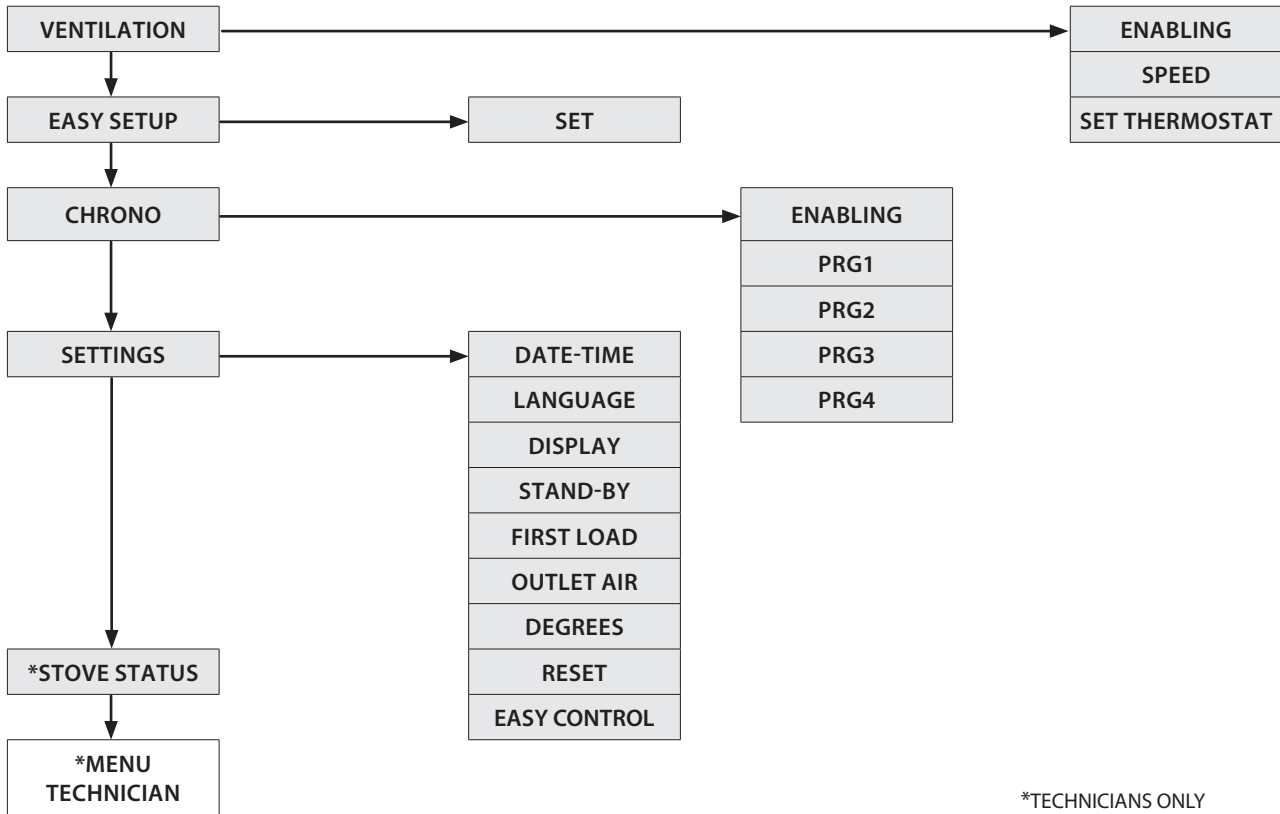 VENTILATION
ENABLING
SPEED
SET THERMOSTAT
EASY SETUP
SET
CHRONO
ENABLING
PRG1
PRG2
PRG3
PRG4
SETTINGS
DATE-TIME
LANGUAGE
DISPLAY
STAND-BY
FIRST LOAD
OUTLET AIR
DEGREES
RESET
EASY CONTROL
*STOVE STATUS
*MENU
TECHNICIAN
*TECHNICIANS ONLY